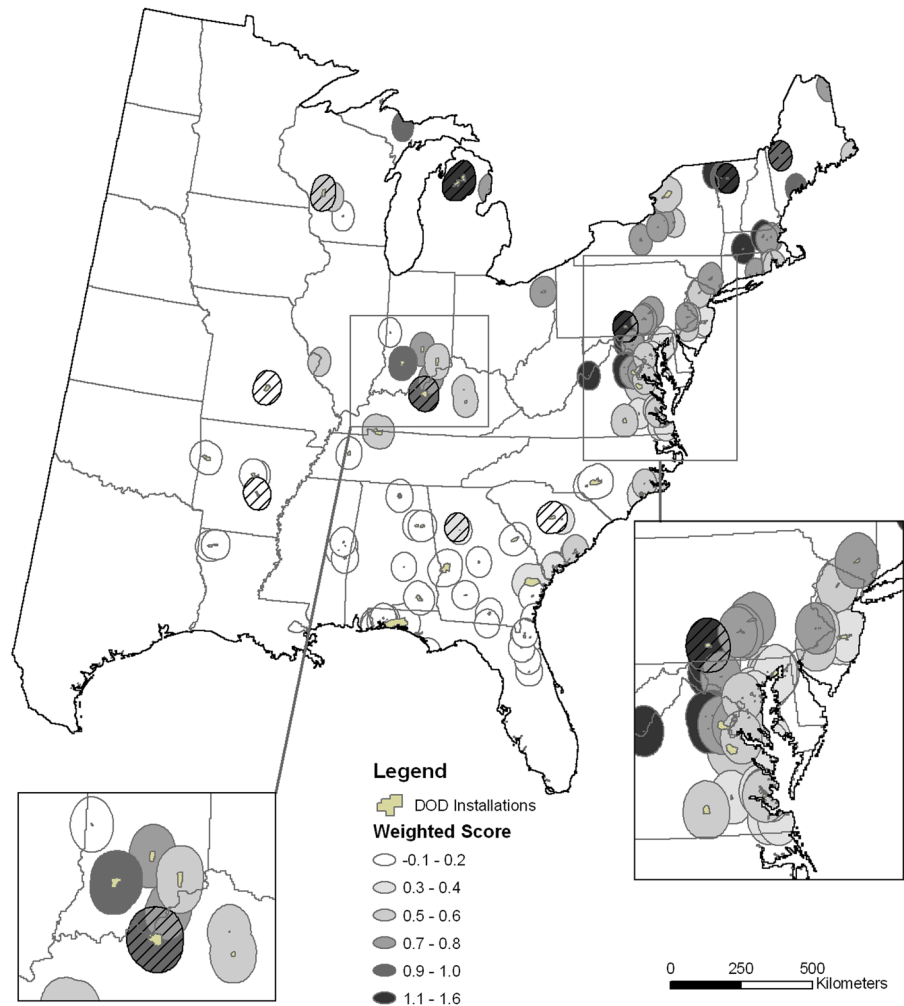 Legend
DOD Installations
Weighted Score
-0.1 - 0.2
0.3 - 0.4
0.5 - 0.6
0.7 - 0.8
0.9 - 1.0
1.1 - 1.6
0 250 500
Kilometers